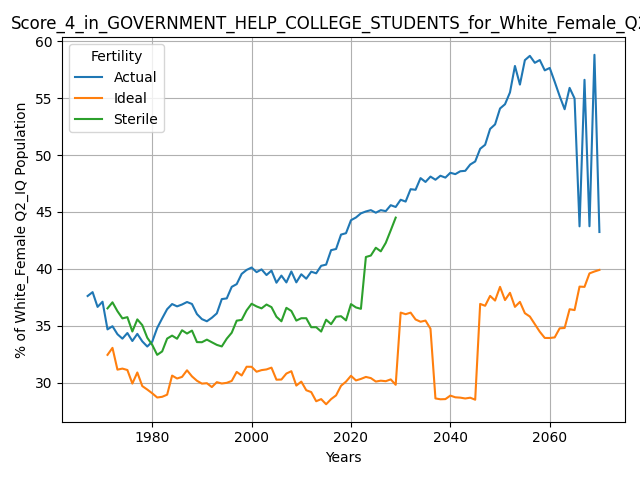 Score_4_in_GOVERNMENT_HELP_COLLEGE_STUDENTS_for_White_Female_Q2
60
55
50
45
40
35
30
% of White_Female Q2_IQ Population
Fertility
Actual
Ideal
Sterile
1980 2000 2020 2040 2060
Years